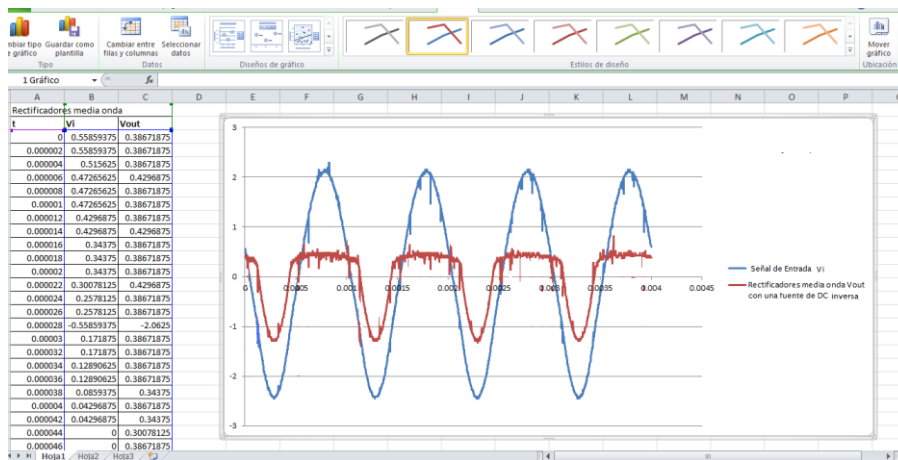 mbiar tipo Guardar como
e gráfico plantilla
Tipo
Cambiar entre Seleccionar
filas y columnas datos
Datos
Diseños de gráfico
Estilos de diseño
Mover
gráfico
Ubicación
1 Gráfico
fx
A B C D E F G H I J K L M N O P
Rectificadores media onda
t Vi Vout
0 0.55859375 0.38671875
0.000002 0.55859375 0.38671875
0.000004 0.515625 0.38671875
0.000006 0.47265625 0.4296875
0.000008 0.47265625 0.38671875
0.00001 0.47265625 0.38671875
0.000012 0.4296875 0.38671875
0.000014 0.4296875 0.4296875
0.000016 0.34375 0.38671875
0.000018 0.34375 0.38671875
0.00002 0.34375 0.38671875
0.000022 0.30078125 0.4296875
0.000024 0.2578125 0.38671875
0.000026 0.2578125 0.38671875
0.000028 -0.55859375 -2.0625
0.00003 0.171875 0.38671875
0.000032 0.171875 0.38671875
0.000034 0.12890625 0.38671875
0.000036 0.12890625 0.38671875
0.000038 0.0859375 0.34375
0.00004 0.04296875 0.38671875
0.000042 0.04296875 0.34375
0.000044 0 0.30078125
0.000046 0 0.38671875
3
2
1
0
-1
-2
-3
0 0.0005 0.001 0.0015 0.002 0.0025 0.003 0.0035 0.004 0.0045
Señal de Entrada Vi
Rectificadores media onda Vout
con una fuente de DC inversa
Hoja1 Hoja2 Hoja3